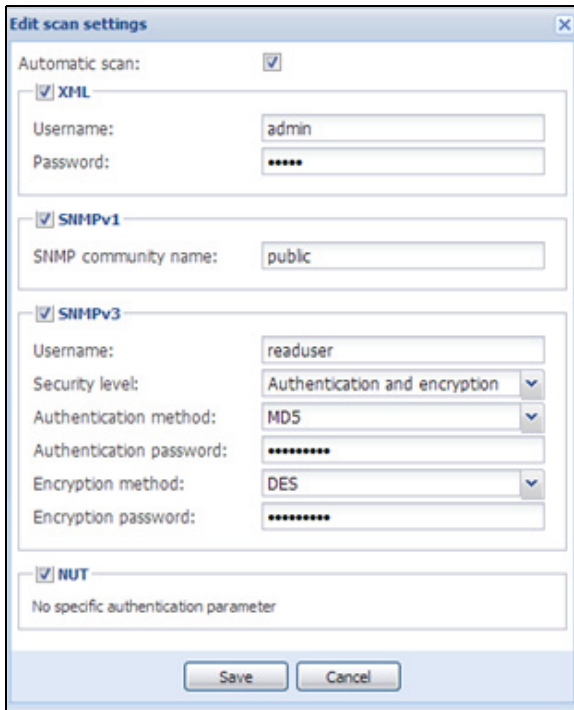 Edit scan settings
Automatic scan:
XML
Username: admin
Password: •••••
SNMPv1
SNMP community name: public
SNMPv3
Username: readuser
Security level: Authentication and encryption
Authentication method: MD5
Authentication password: •••••••••
Encryption method: DES
Encryption password: •••••••••
NUT
No specific authentication parameter
Save Cancel